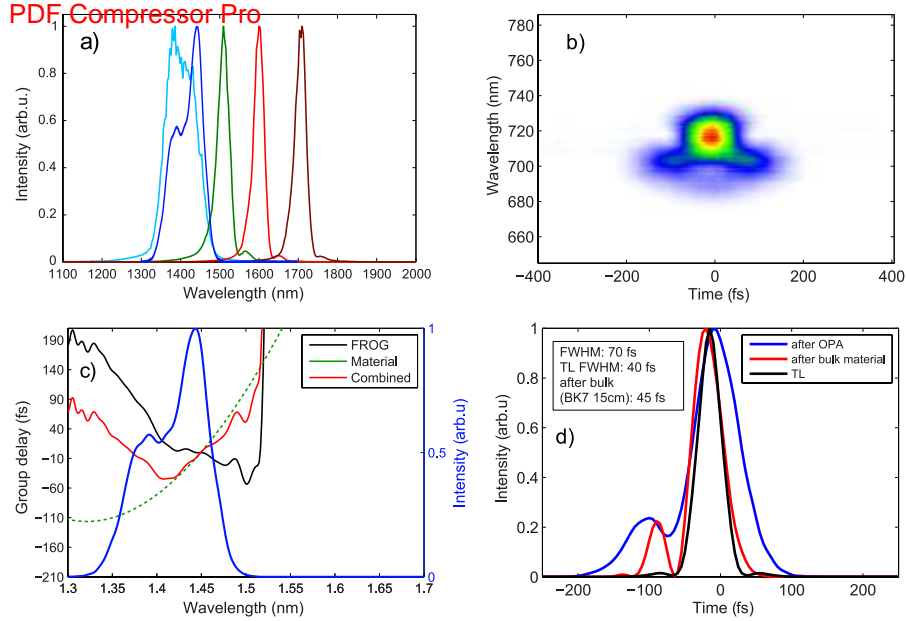 PDF Compressor Pro
a)
1
0.8
0.6
0.4
0.2
0
Intensity (arb.u.)
1100 1200 1300 1400 1500 1600 1700 1800 1900 2000
Wavelength (nm)
b)
780
760
740
720
700
680
660
Wavelength (nm)
−400 −200 0 200 400
Time (fs)
c)
190
140
90
40
−10
−60
−110
−160
−210
Group delay (fs)
FROG
Material
Combined
1
0.5
0
Intensity (arb.u)
1.3 1.35 1.4 1.45 1.5 1.55 1.6 1.65 1.7
Wavelength (nm)
d)
1
0.8
0.6
0.4
0.2
0
Intensity (arb.u.)
FWHM: 70 fs
TL FWHM: 40 fs
after bulk
(BK7 15cm): 45 fs
after OPA
after bulk material
TL
−200 −100 0 100 200
Time (fs)